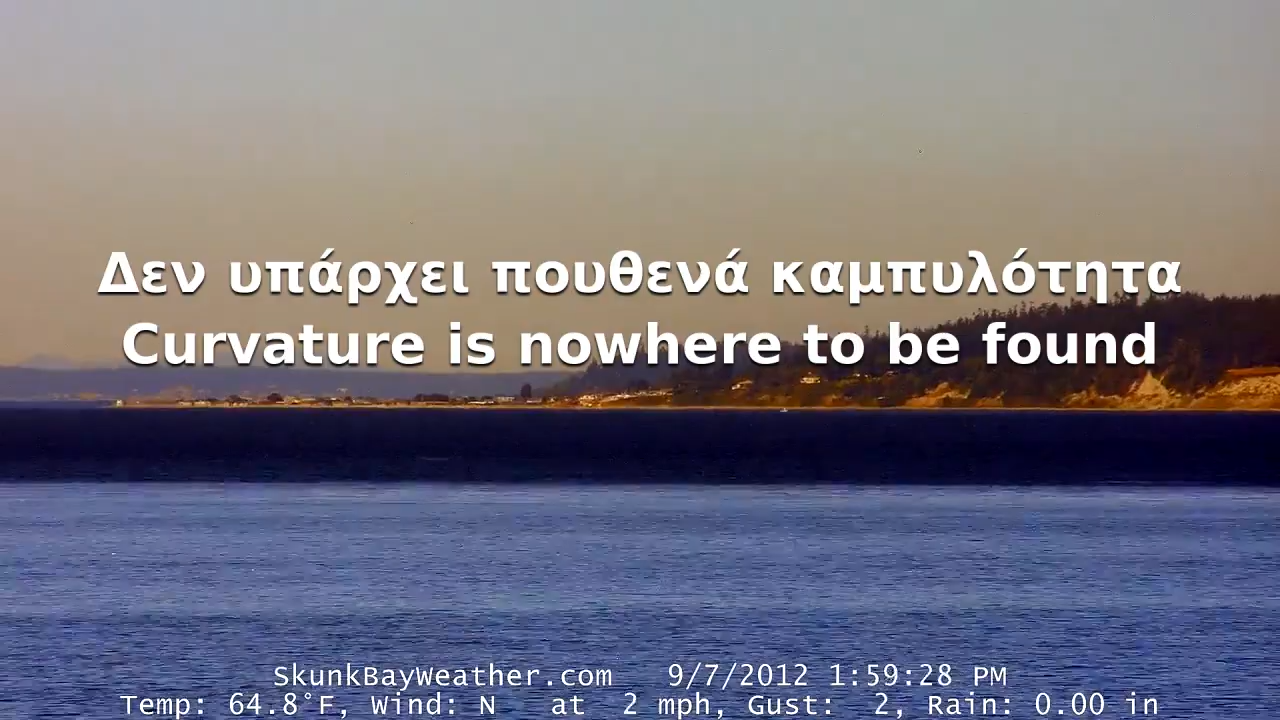 Δεν υπάρχει πουθενά καμπυλότητα
Curvature is nowhere to be found
SkunkBayWeather.com 9/7/2012 1:59:28 PM
Temp: 64.8°F, Wind: N at 2 mph, Gust: 2, Rain: 0.00 in